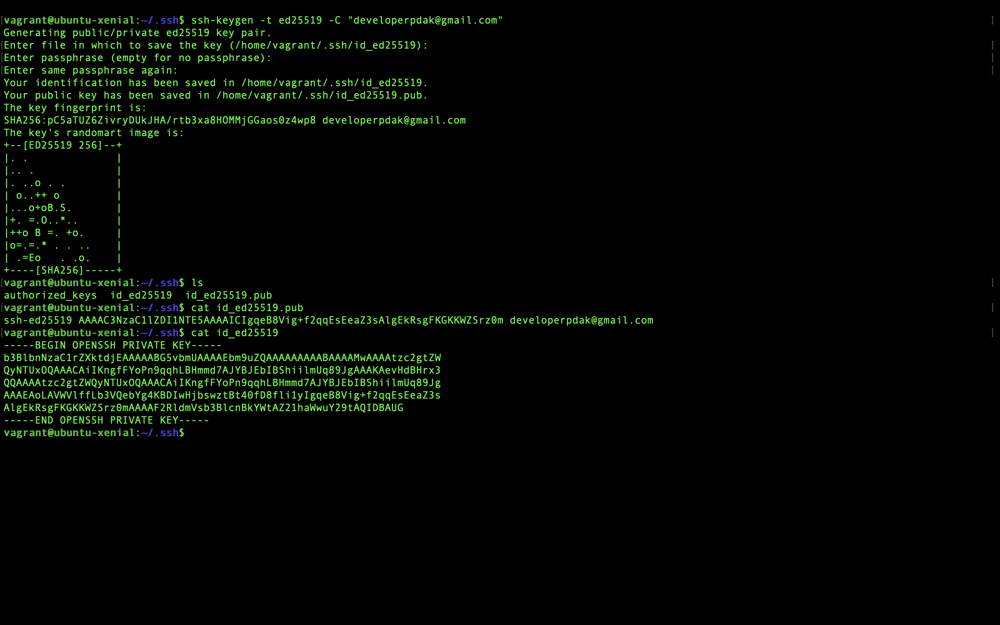 [vagrant@ubuntu-xenial:~/.ssh$ ssh-keygen -t ed25519 -C "developerpdak@gmail.com" ]
Generating public/private ed25519 key pair.
[Enter file in which to save the key (/home/vagrant/.ssh/id_ed25519): ]
[Enter passphrase (empty for no passphrase): ]
[Enter same passphrase again: ]
Your identification has been saved in /home/vagrant/.ssh/id_ed25519.
Your public key has been saved in /home/vagrant/.ssh/id_ed25519.pub.
The key fingerprint is:
SHA256:pC5aTUZ6ZivryDUkJHA/rtb3xa8HOMMjGGaos0z4wp8 developerpdak@gmail.com
The key's randomart image is:
+--[ED25519 256]--+
|. .              |
|.. .             |
|. ..o . .        |
| o..++ o         |
|...o+oB.S.       |
|+. =.O..*..      |
|++o B =. +o.     |
|o=.=.* . . ..    |
| .=Eo   . .o.    |
+----[SHA256]-----+
[vagrant@ubuntu-xenial:~/.ssh$ ls ]
authorized_keys  id_ed25519  id_ed25519.pub
[vagrant@ubuntu-xenial:~/.ssh$ cat id_ed25519.pub ]
ssh-ed25519 AAAAC3NzaC1lZDI1NTE5AAAAICIgqeB8Vig+f2qqEsEeaZ3sAlgEkRsgFKGKKWZSrz0m developerpdak@gmail.com
[vagrant@ubuntu-xenial:~/.ssh$ cat id_ed25519 ]
-----BEGIN OPENSSH PRIVATE KEY-----
b3BlbnNzaC1rZXktdjEAAAAABG5vbmUAAAAEbm9uZQAAAAAAAAABAAAAMwAAAAtzc2gtZW
QyNTUxOQAAACAiIKngfFYoPn9qqhLBHmmd7AJYBJEbIBShiilmUq89JgAAAKAevHdBHrx3
QQAAAAtzc2gtZWQyNTUxOQAAACAiIKngfFYoPn9qqhLBHmmd7AJYBJEbIBShiilmUq89Jg
AAAEAoLAVWVlffLb3VQebYg4KBDIwHjbswztBt40fD8fli1yIgqeB8Vig+f2qqEsEeaZ3s
AlgEkRsgFKGKKWZSrz0mAAAAF2RldmVsb3BlcnBkYWtAZ21haWwuY29tAQIDBAUG
-----END OPENSSH PRIVATE KEY-----
vagrant@ubuntu-xenial:~/.ssh$